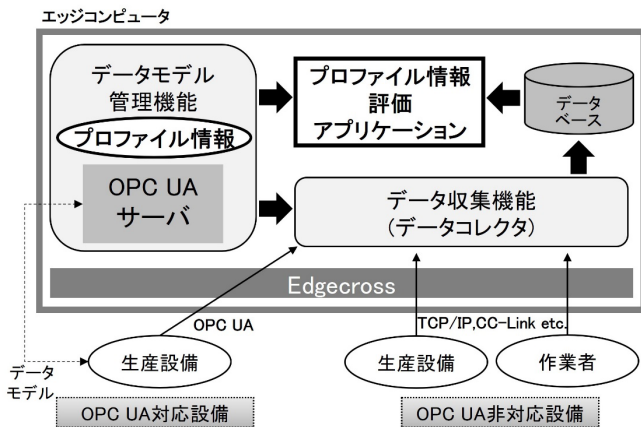 エッジコンピュータ
データモデル
管理機能
プロファイル情報
OPC UA
サーバ
プロファイル情報
評価
アプリケーション
データ
ベース
データ収集機能
(データコレクタ)
Edgecross
OPC UA
TCP/IP,CC-Link etc.
データ
モデル
生産設備
生産設備
作業者
OPC UA対応設備
OPC UA非対応設備